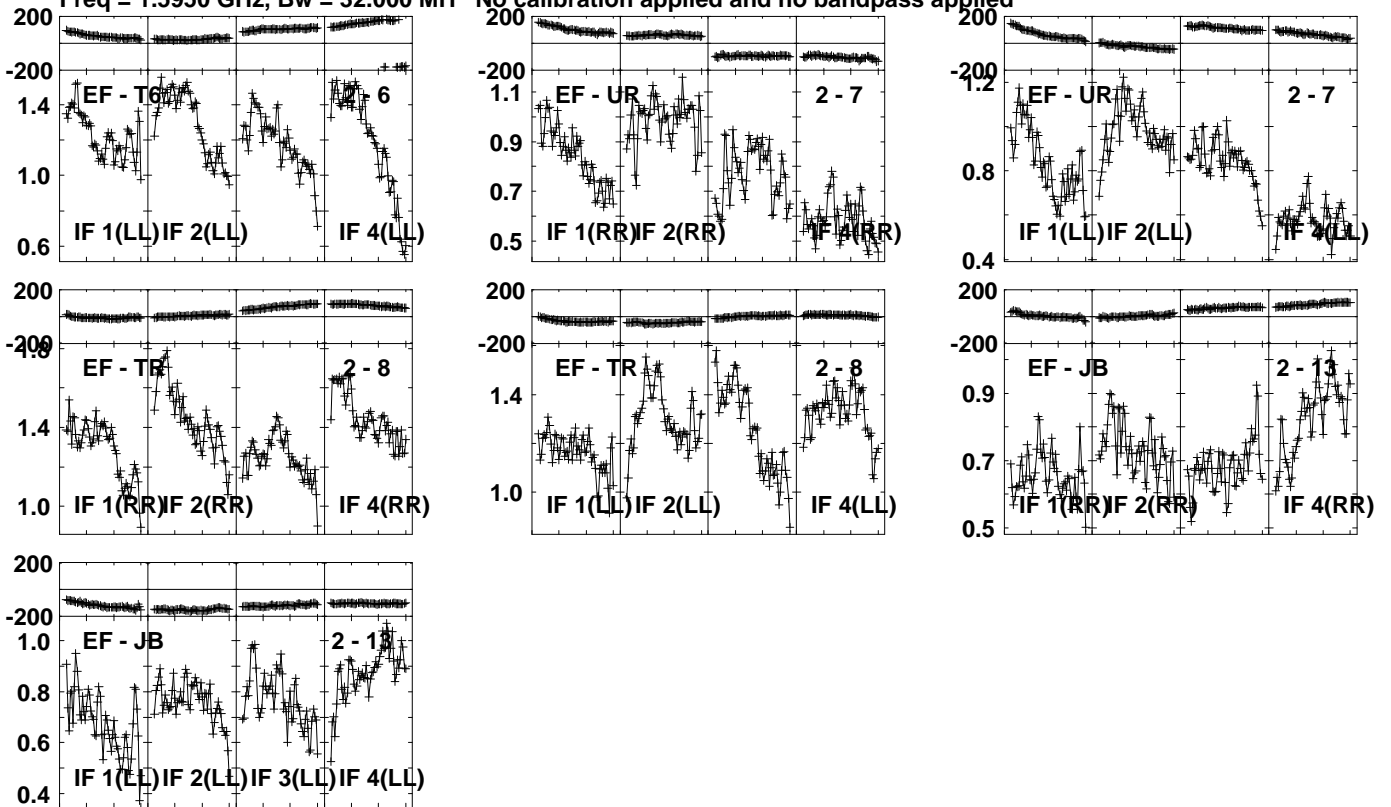 Freq = 1.5950 GHz, Bw = 32.000 MH No calibration applied and no bandpass applied
200
-200
EF - T6 2 - 6
1.4
1.0
0.6
IF 1(LL) IF 2(LL) IF 4(LL)
200
-200
EF - UR 2 - 7
1.1
0.9
0.7
0.5
IF 1(RR) IF 2(RR) IF 4(RR)
200
-200
1.2
EF - UR 2 - 7
0.8
0.4
IF 1(LL) IF 2(LL) IF 4(LL)
200
-200
1.8
EF - TR 2 - 8
1.4
1.0
IF 1(RR) IF 2(RR) IF 4(RR)
200
-200
EF - TR 2 - 8
1.4
1.0
IF 1(LL) IF 2(LL) IF 4(LL)
200
-200
EF - JB 2 - 13
0.9
0.7
0.5
IF 1(RR) IF 2(RR) IF 4(RR)
200
-200
EF - JB 2 - 13
1.0
0.8
0.6
0.4
IF 1(LL) IF 2(LL) IF 3(LL) IF 4(LL)